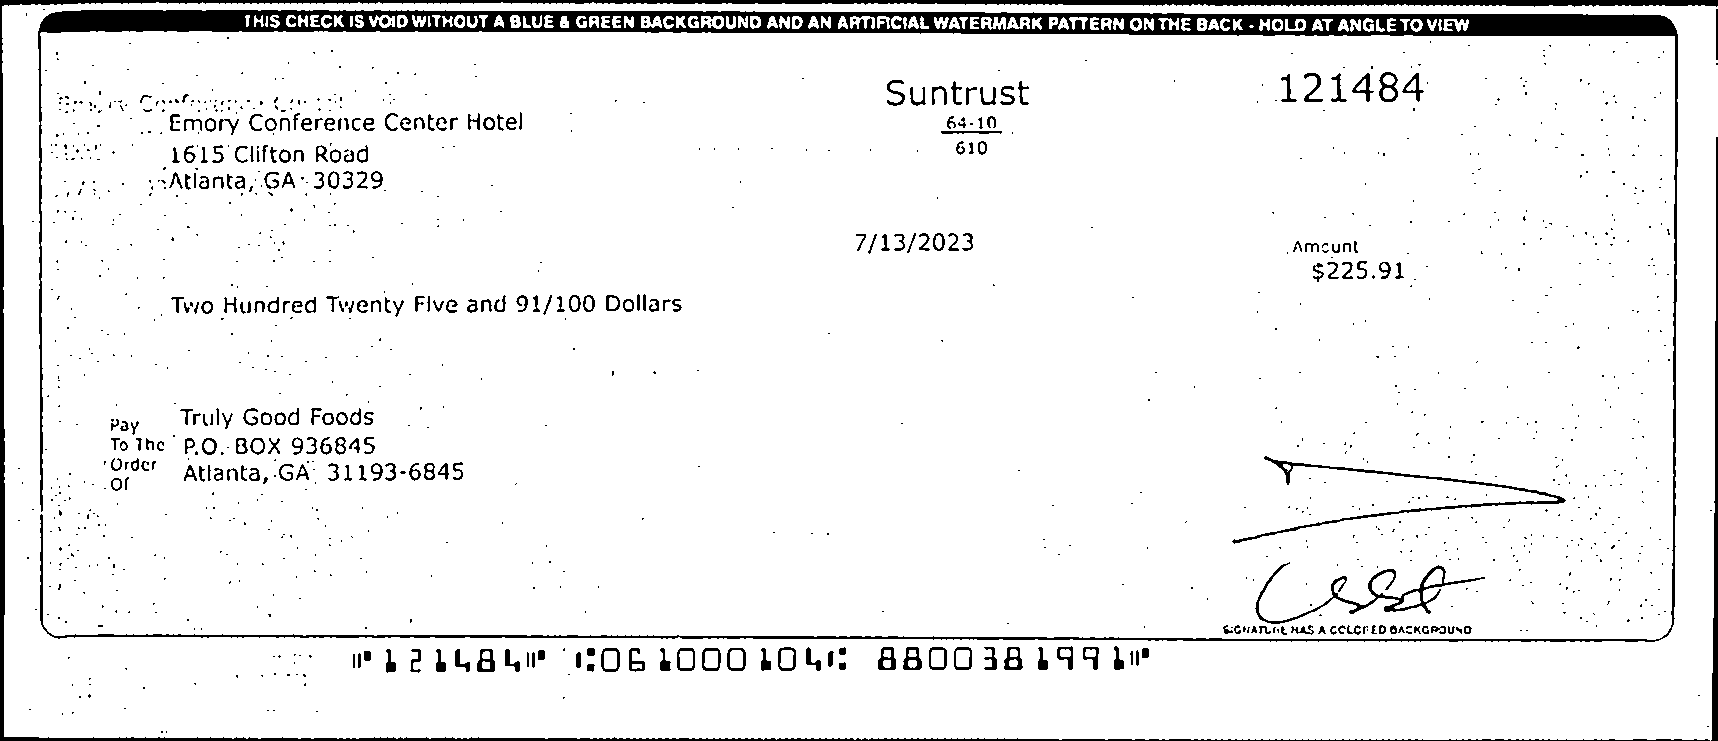 THIS CHECK IS VOID WITHOUT A BLUE & GREEN BACKGROUND AND AN ARTIFICIAL WATERMARK PATTERN ON THE BACK - HOLD AT ANGLE TO VIEW
Suntrust
121484
64-10
610
Emory Conference Center Hotel
1615 Clifton Road
Atlanta, GA 30329
7/13/2023
Amount
$225.91
Two Hundred Twenty Five and 91/100 Dollars
Pay
To The
Order
Of
Truly Good Foods
P.O. BOX 936845
Atlanta, GA 31193-6845
SIGNATURE HAS A COLORED BACKGROUND
⑈121484⑈ ⑆061000104⑆ 8800381991⑈